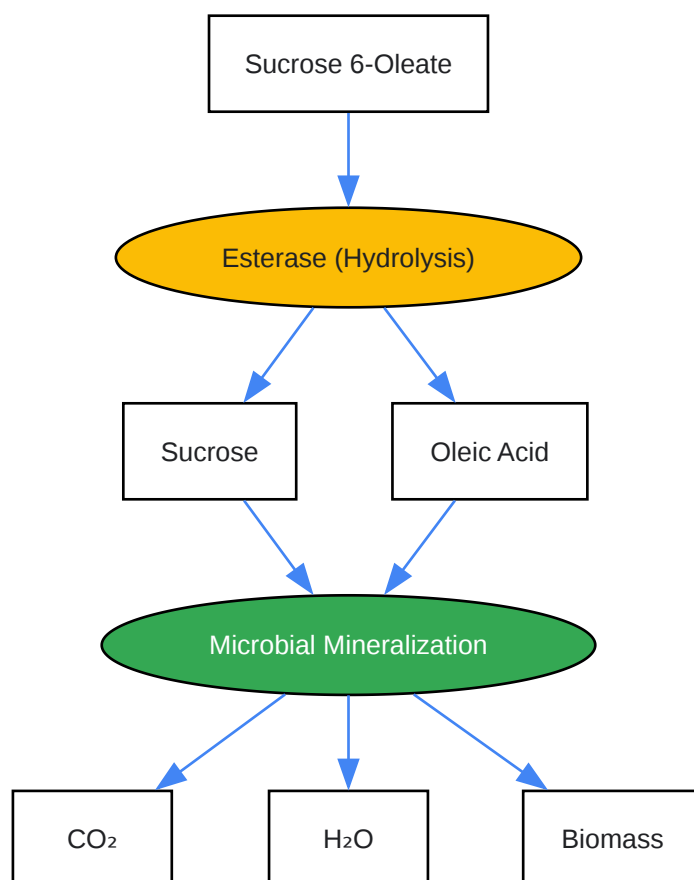 Sucrose 6-Oleate
Esterase (Hydrolysis)
Sucrose
Oleic Acid
Microbial Mineralization
CO₂
H₂O
Biomass